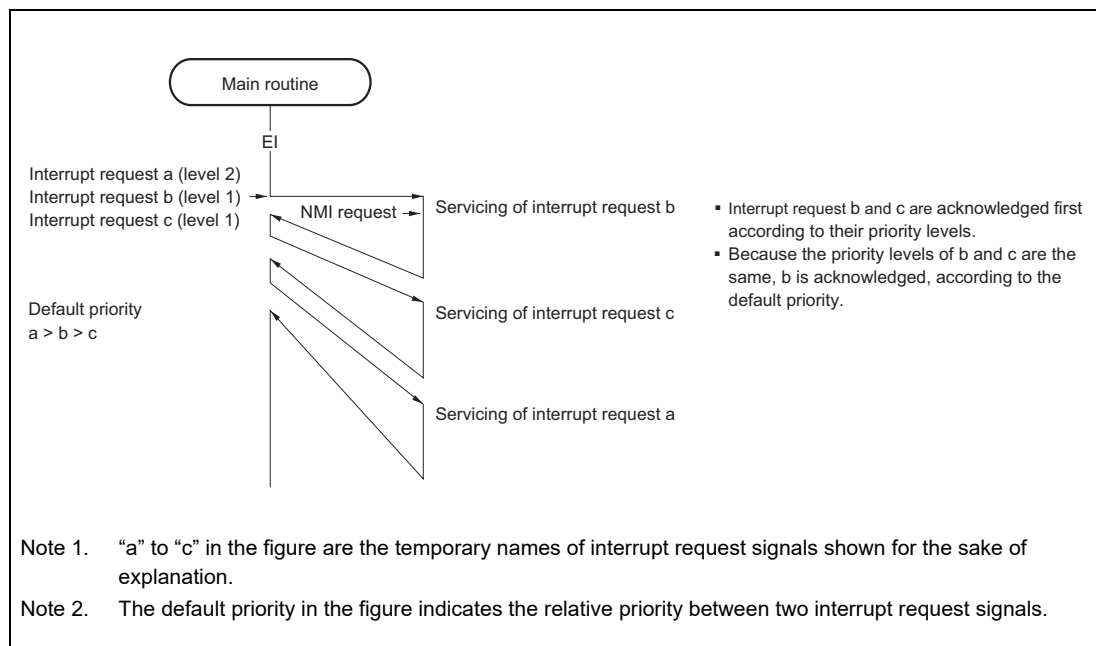 Main routine
EI
Interrupt request a (level 2)
Interrupt request b (level 1)
Interrupt request c (level 1)
NMI request
Servicing of interrupt request b
▪ Interrupt request b and c are acknowledged first
according to their priority levels.
▪ Because the priority levels of b and c are the
same, b is acknowledged, according to the
default priority.
Default priority
a > b > c
Servicing of interrupt request c
Servicing of interrupt request a
Note 1. “a” to “c” in the figure are the temporary names of interrupt request signals shown for the sake of
explanation.
Note 2. The default priority in the figure indicates the relative priority between two interrupt request signals.